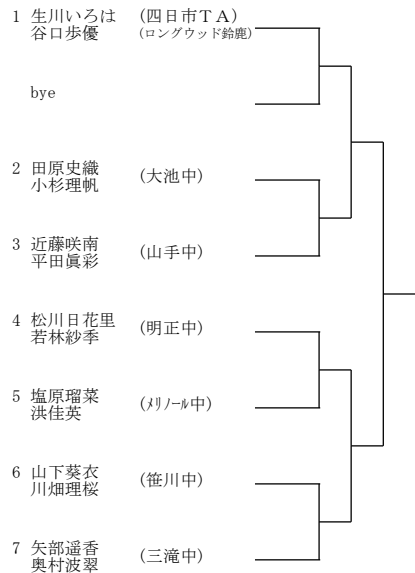 1 生川いろは (四日市TA)
谷口歩優 (ロングウッド鈴鹿)
bye
2 田原史織
小杉理帆 (大池中)
3 近藤咲南
平田眞彩 (山手中)
4 松川日花里
若林紗季 (明正中)
5 塩原瑠菜
洪佳英 (ﾒﾘﾉｰﾙ中)
6 山下葵衣
川畑理桜 (笹川中)
7 矢部遥香
奥村波翠 (三滝中)